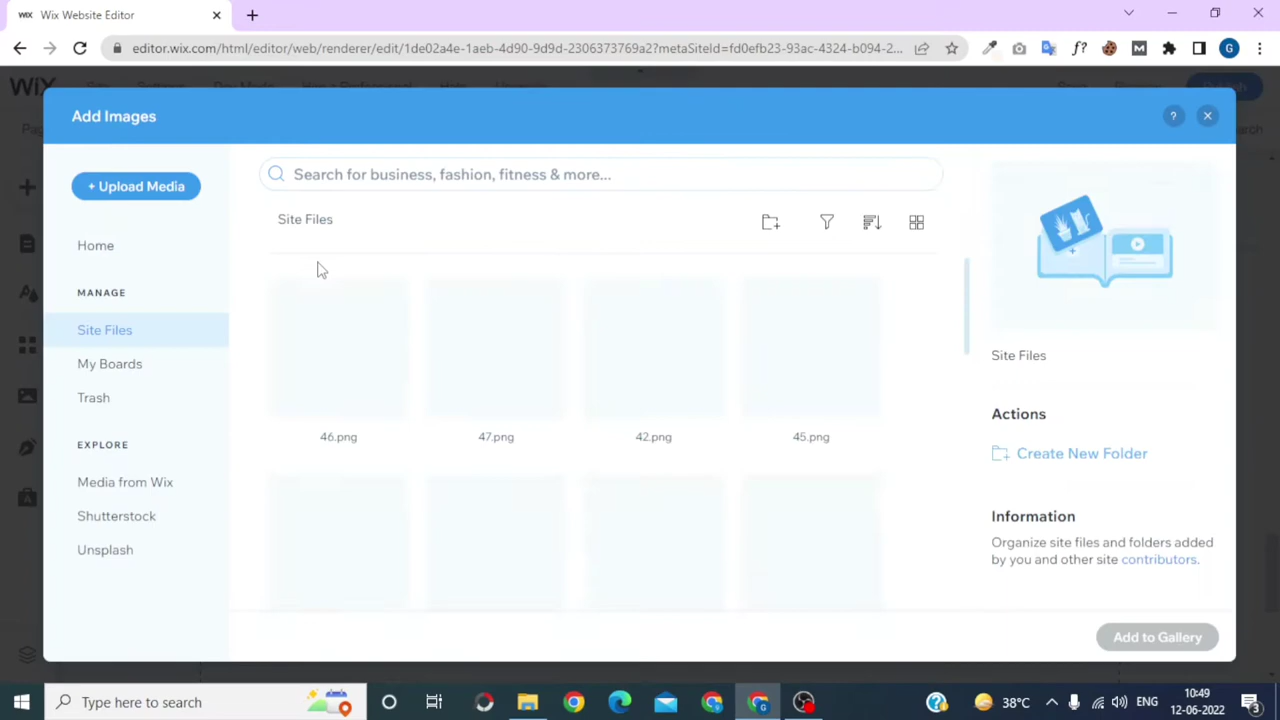 WIX Wix Website Editor
editor.wix.com/html/editor/web/renderer/edit/1de02a4e-1aeb-4d90-9d9d-2306373769a2?metaSiteId=fd0efb23-93ac-4324-b094-2...
G
WiX
Add Images
?
+ Upload Media
Search for business, fashion, fitness & more...
Site Files
Home
MANAGE
Site Files
My Boards
Trash
EXPLORE
Media from Wix
Shutterstock
Unsplash
46.png
47.png
42.png
45.png
Site Files
Actions
Create New Folder
Information
Organize site files and folders added
by you and other site contributors.
Add to Gallery
Type here to search
38°C
ENG
10:49
12-06-2022
3